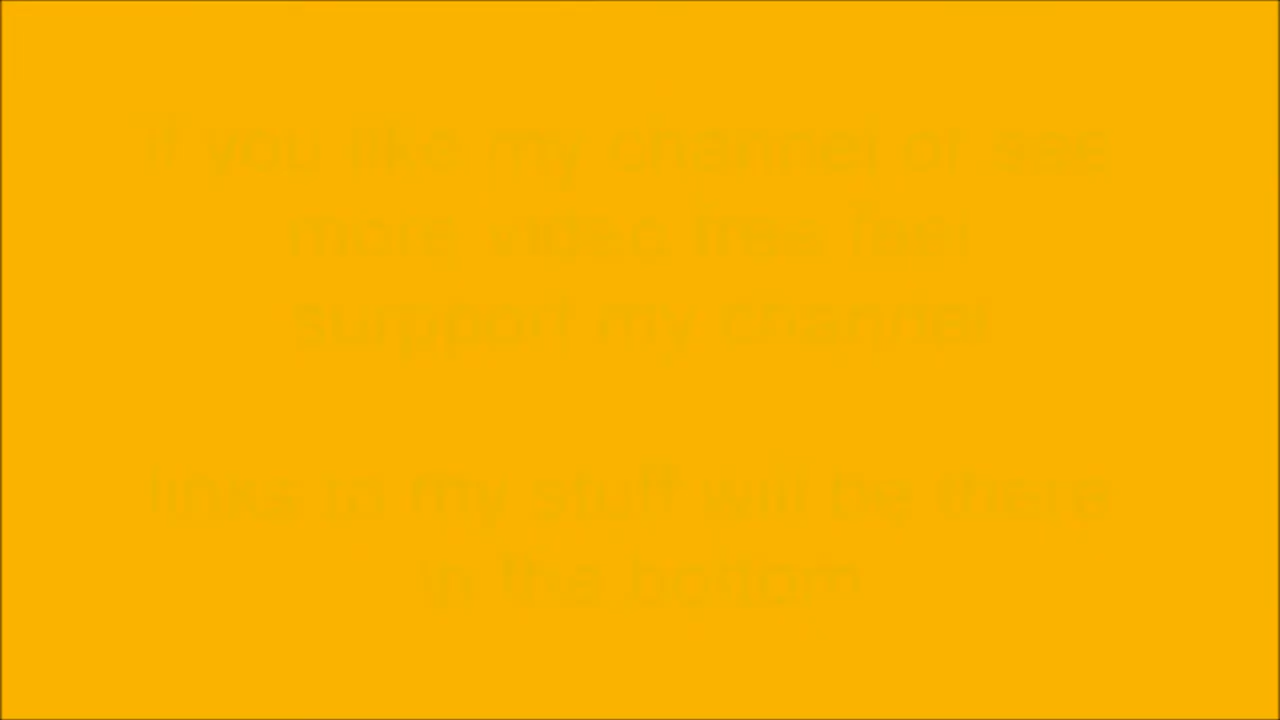 if you like my channel or see
more video free feel
surpport my channel
links to my stuff will be there
in the bottom